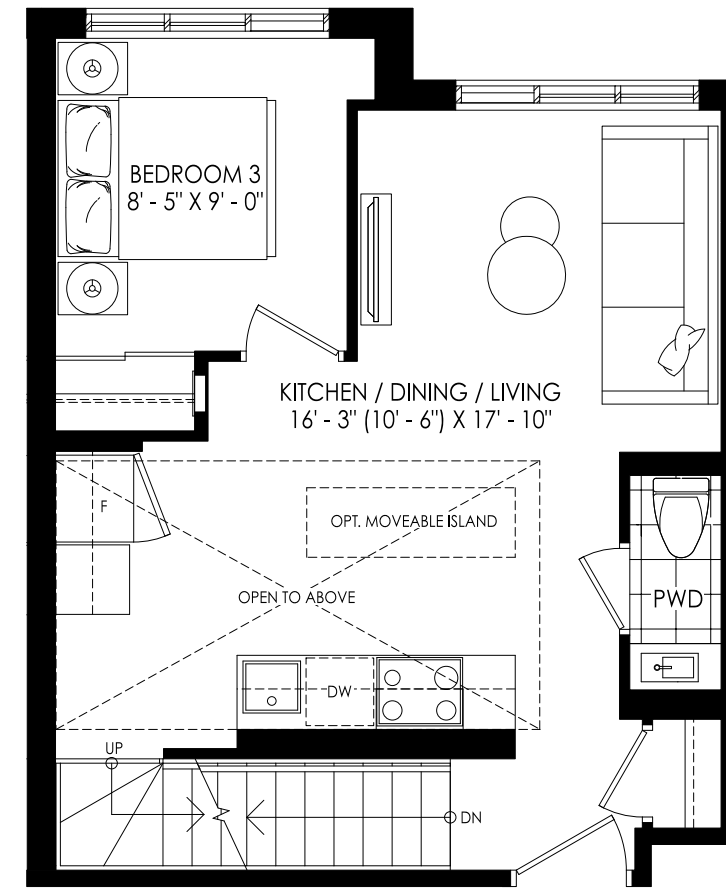 BEDROOM 3
8' - 5" X 9' - 0"
KITCHEN / DINING / LIVING
16' - 3" (10' - 6") X 17' - 10"
F
OPT. MOVEABLE ISLAND
OPEN TO ABOVE
PWD
DW
UP
DN